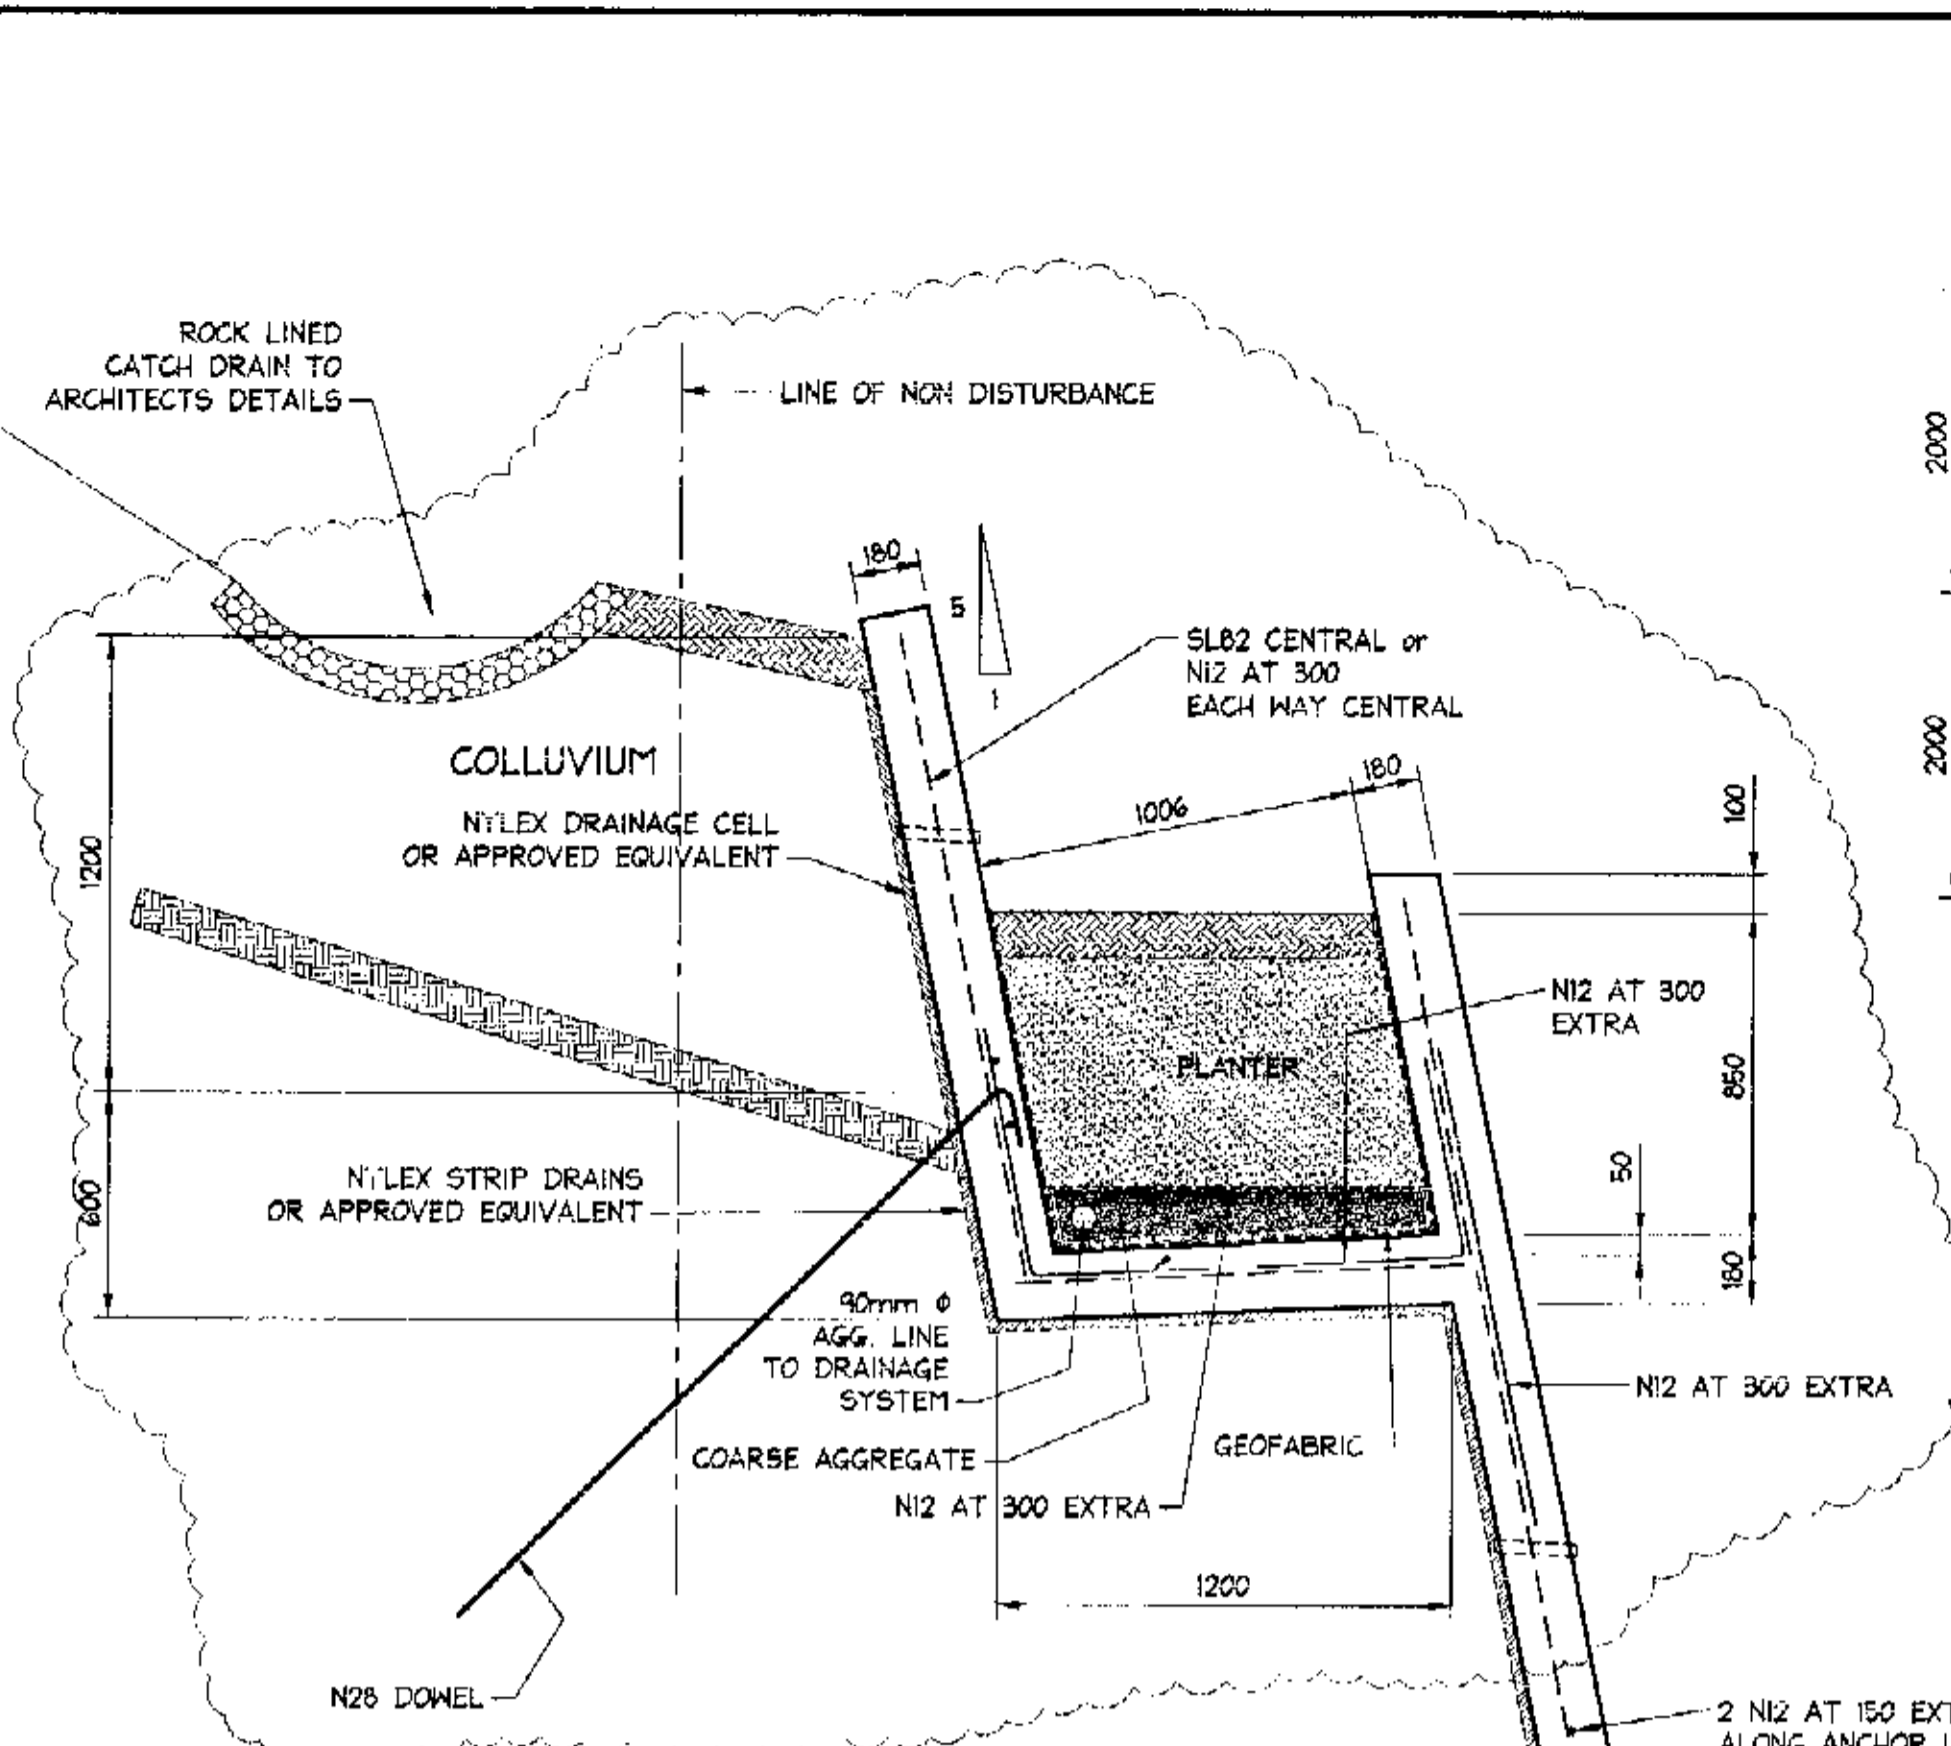 ROCK LINED
CATCH DRAIN TO
ARCHITECTS DETAILS
LINE OF NON DISTURBANCE
2000
180
5
1
SL82 CENTRAL or
N12 AT 300
EACH WAY CENTRAL
2000
COLLUVIUM
180
1006
100
NYLEX DRAINAGE CELL
OR APPROVED EQUIVALENT
1200
N12 AT 300
EXTRA
PLANTER
850
NYLEX STRIP DRAINS
OR APPROVED EQUIVALENT
600
50
180
90mm ϕ
AGG. LINE
TO DRAINAGE
SYSTEM
N12 AT 300 EXTRA
COARSE AGGREGATE
GEOFABRIC
N12 AT 300 EXTRA
1200
N28 DOWEL
2 N12 AT 150
ALONG ANCHOR